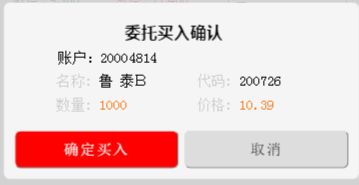 委托买入确认
账户：20004814
名称：鲁 泰B 代码：200726
数量：1000 价格：10.39
确定买入 取消